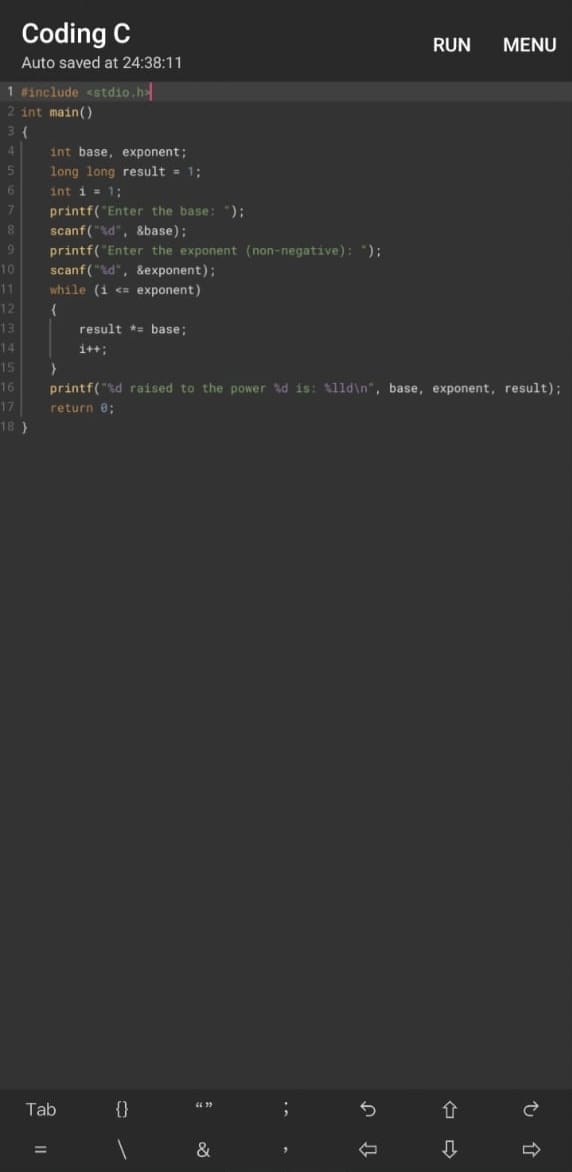 Coding C
RUN MENU
Auto saved at 24:38:11
1 #include <stdio.h>
2 int main()
3 {
4     int base, exponent;
5     long long result = 1;
6     int i = 1;
7     printf("Enter the base: ");
8     scanf("%d", &base);
9     printf("Enter the exponent (non-negative): ");
10     scanf("%d", &exponent);
11     while (i <= exponent)
12     {
13         result *= base;
14         i++;
15     }
16     printf("%d raised to the power %d is: %lld\n", base, exponent, result);
17     return 0;
18 }
Tab {} “” ;
= \ & ,